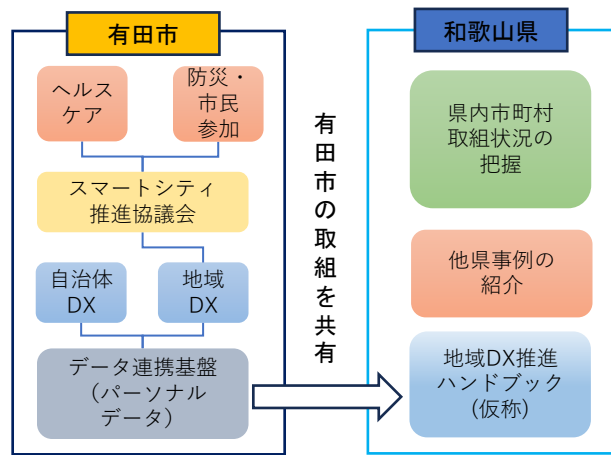 有田市
ヘルス
ケア
防災・
市民
参加
スマートシティ
推進協議会
自治体
DX
地域
DX
データ連携基盤
(パーソナル
データ)
有田市の取組を共有
和歌山県
県内市町村
取組状況の
把握
他県事例の
紹介
地域DX推進
ハンドブック
(仮称)